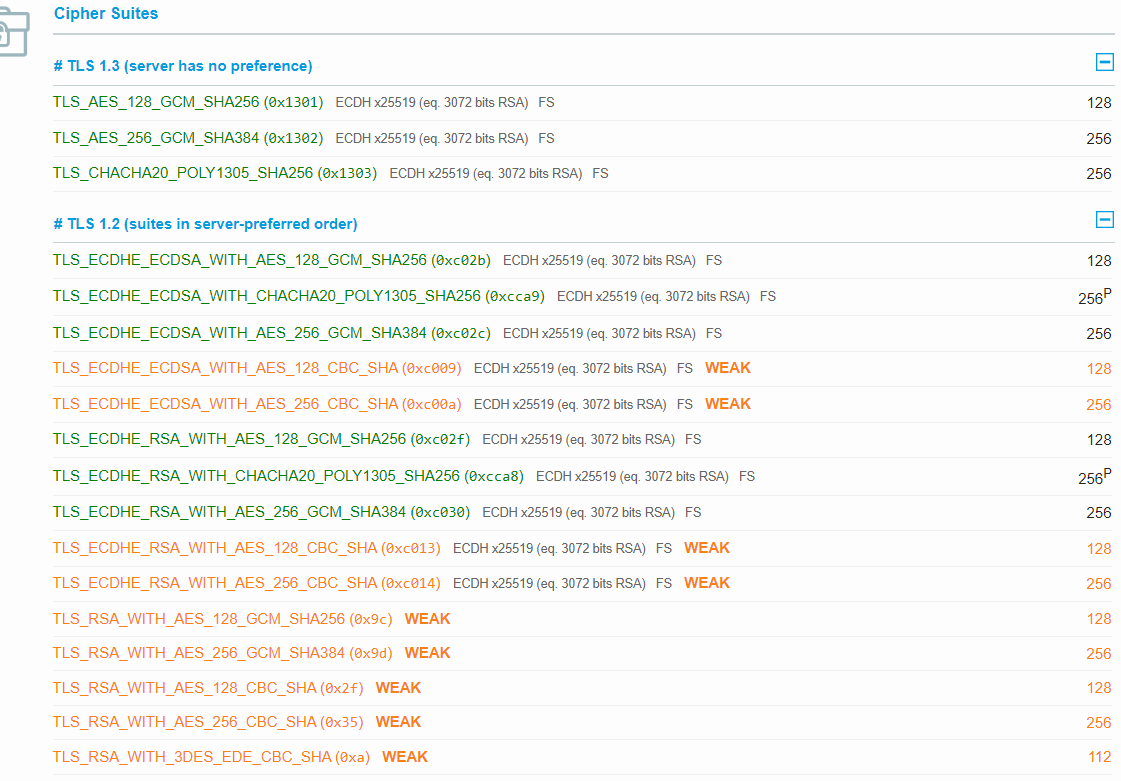 Cipher Suites
# TLS 1.3 (server has no preference)
TLS_AES_128_GCM_SHA256 (0x1301) ECDH x25519 (eq. 3072 bits RSA) FS 128
TLS_AES_256_GCM_SHA384 (0x1302) ECDH x25519 (eq. 3072 bits RSA) FS 256
TLS_CHACHA20_POLY1305_SHA256 (0x1303) ECDH x25519 (eq. 3072 bits RSA) FS 256
# TLS 1.2 (suites in server-preferred order)
TLS_ECDHE_ECDSA_WITH_AES_128_GCM_SHA256 (0xc02b) ECDH x25519 (eq. 3072 bits RSA) FS 128
TLS_ECDHE_ECDSA_WITH_CHACHA20_POLY1305_SHA256 (0xcca9) ECDH x25519 (eq. 3072 bits RSA) FS 256P
TLS_ECDHE_ECDSA_WITH_AES_256_GCM_SHA384 (0xc02c) ECDH x25519 (eq. 3072 bits RSA) FS 256
TLS_ECDHE_ECDSA_WITH_AES_128_CBC_SHA (0xc009) ECDH x25519 (eq. 3072 bits RSA) FS WEAK 128
TLS_ECDHE_ECDSA_WITH_AES_256_CBC_SHA (0xc00a) ECDH x25519 (eq. 3072 bits RSA) FS WEAK 256
TLS_ECDHE_RSA_WITH_AES_128_GCM_SHA256 (0xc02f) ECDH x25519 (eq. 3072 bits RSA) FS 128
TLS_ECDHE_RSA_WITH_CHACHA20_POLY1305_SHA256 (0xcca8) ECDH x25519 (eq. 3072 bits RSA) FS 256P
TLS_ECDHE_RSA_WITH_AES_256_GCM_SHA384 (0xc030) ECDH x25519 (eq. 3072 bits RSA) FS 256
TLS_ECDHE_RSA_WITH_AES_128_CBC_SHA (0xc013) ECDH x25519 (eq. 3072 bits RSA) FS WEAK 128
TLS_ECDHE_RSA_WITH_AES_256_CBC_SHA (0xc014) ECDH x25519 (eq. 3072 bits RSA) FS WEAK 256
TLS_RSA_WITH_AES_128_GCM_SHA256 (0x9c) WEAK 128
TLS_RSA_WITH_AES_256_GCM_SHA384 (0x9d) WEAK 256
TLS_RSA_WITH_AES_128_CBC_SHA (0x2f) WEAK 128
TLS_RSA_WITH_AES_256_CBC_SHA (0x35) WEAK 256
TLS_RSA_WITH_3DES_EDE_CBC_SHA (0xa) WEAK 112